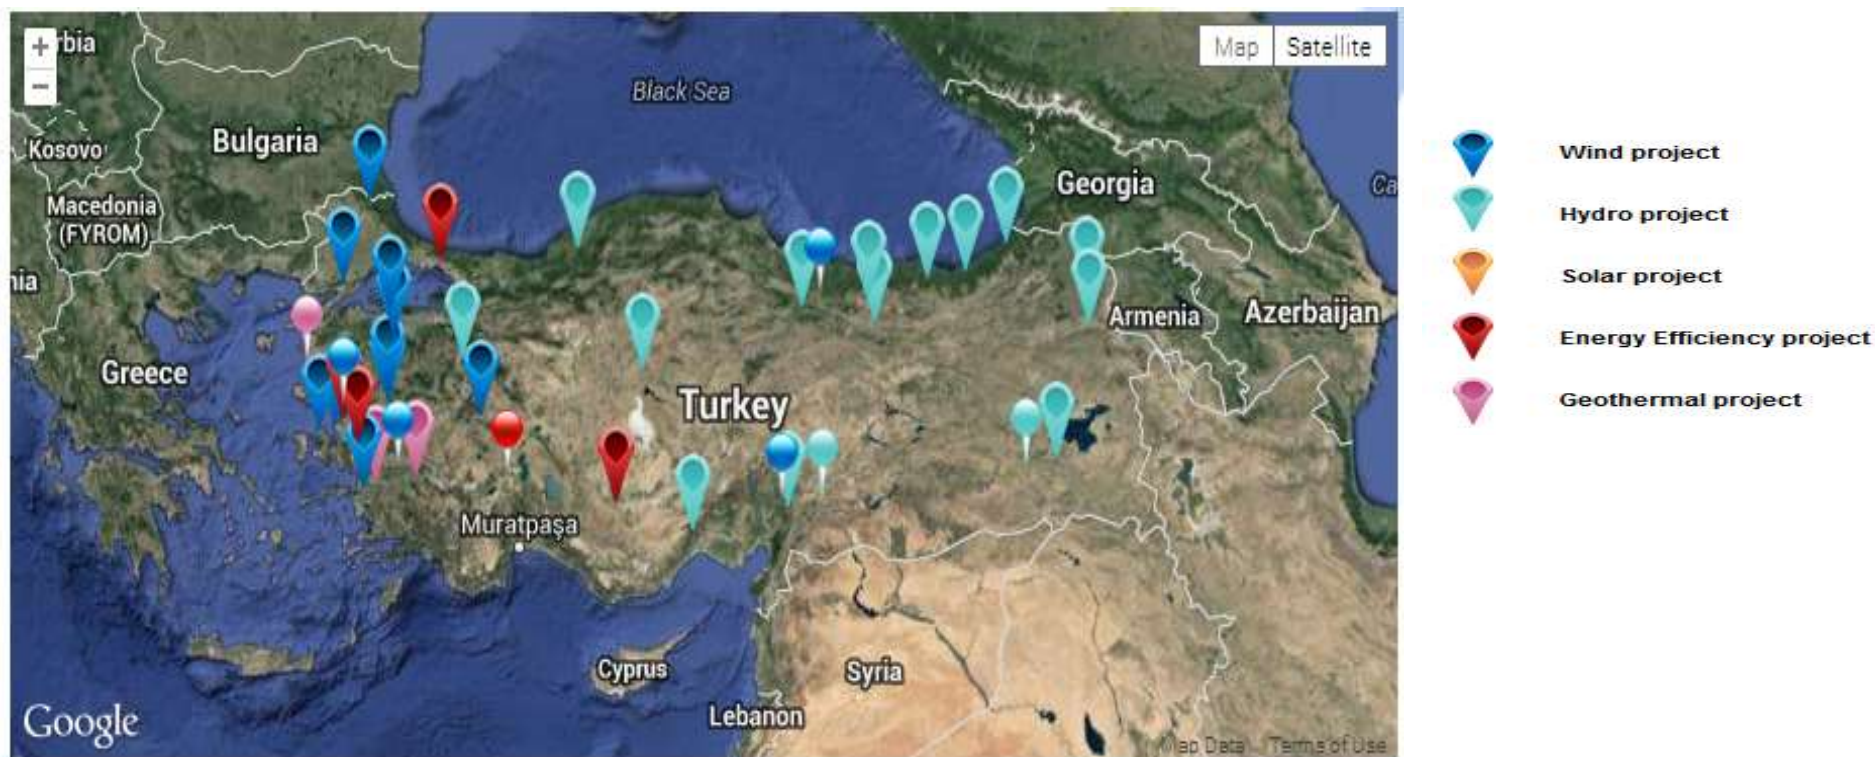 +
rbia
Map
Satellite
−
Black Sea
Bulgaria
Kosovo
Georgia
Ca
Macedonia
(FYROM)
nia
Armenia
Azerbaijan
Greece
Turkey
Muratpaşa
Cyprus
Syria
Lebanon
Google
Map Data
Terms of Use
Wind project
Hydro project
Solar project
Energy Efficiency project
Geothermal project